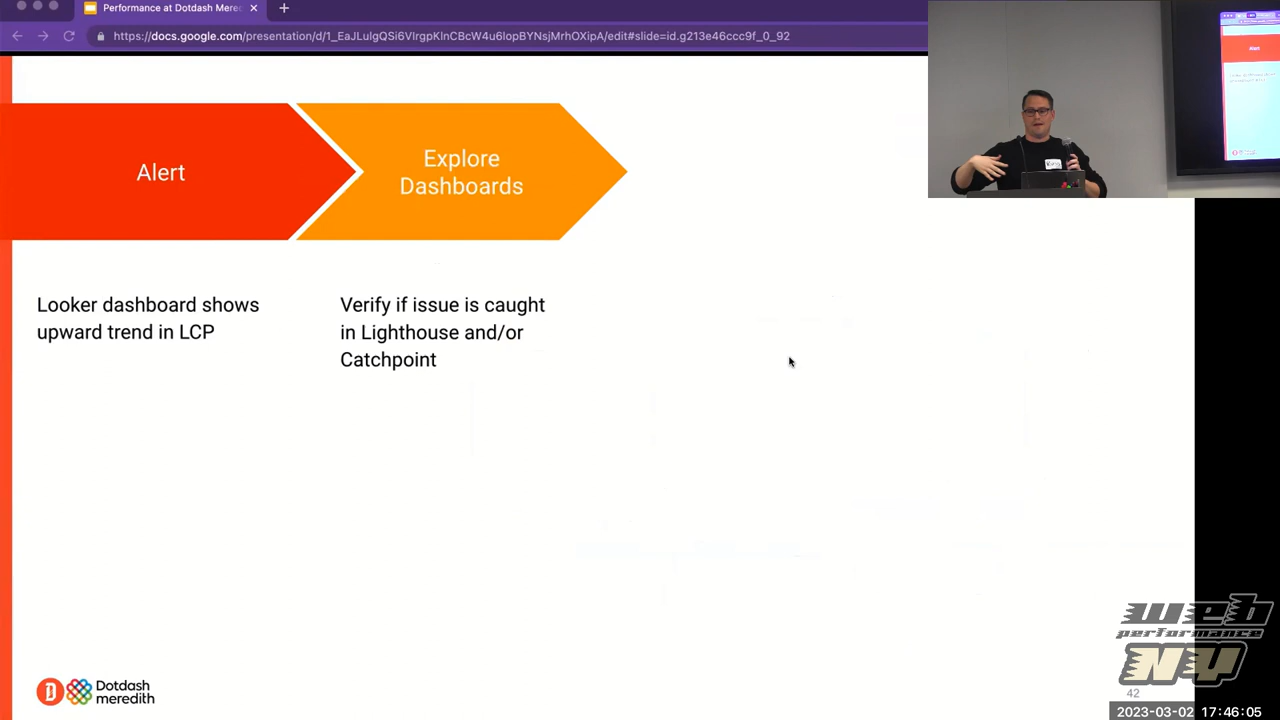 Performance at Dotdash Mere
https://docs.google.com/presentation/d/1_EaJLulgQSi6VlrgpKlnCBcW4u6lopBYNsjMrhOXipA/edit#slide=id.g213e46ccc9f_0_92
Alert
Alert
Explore
Dashboards
Looker dashboard shows
upward trend in LCP
Verify if issue is caught
in Lighthouse and/or
Catchpoint
D
Dotdash
meredith
web
performance
NY
42
2023-03-02 17:46:05